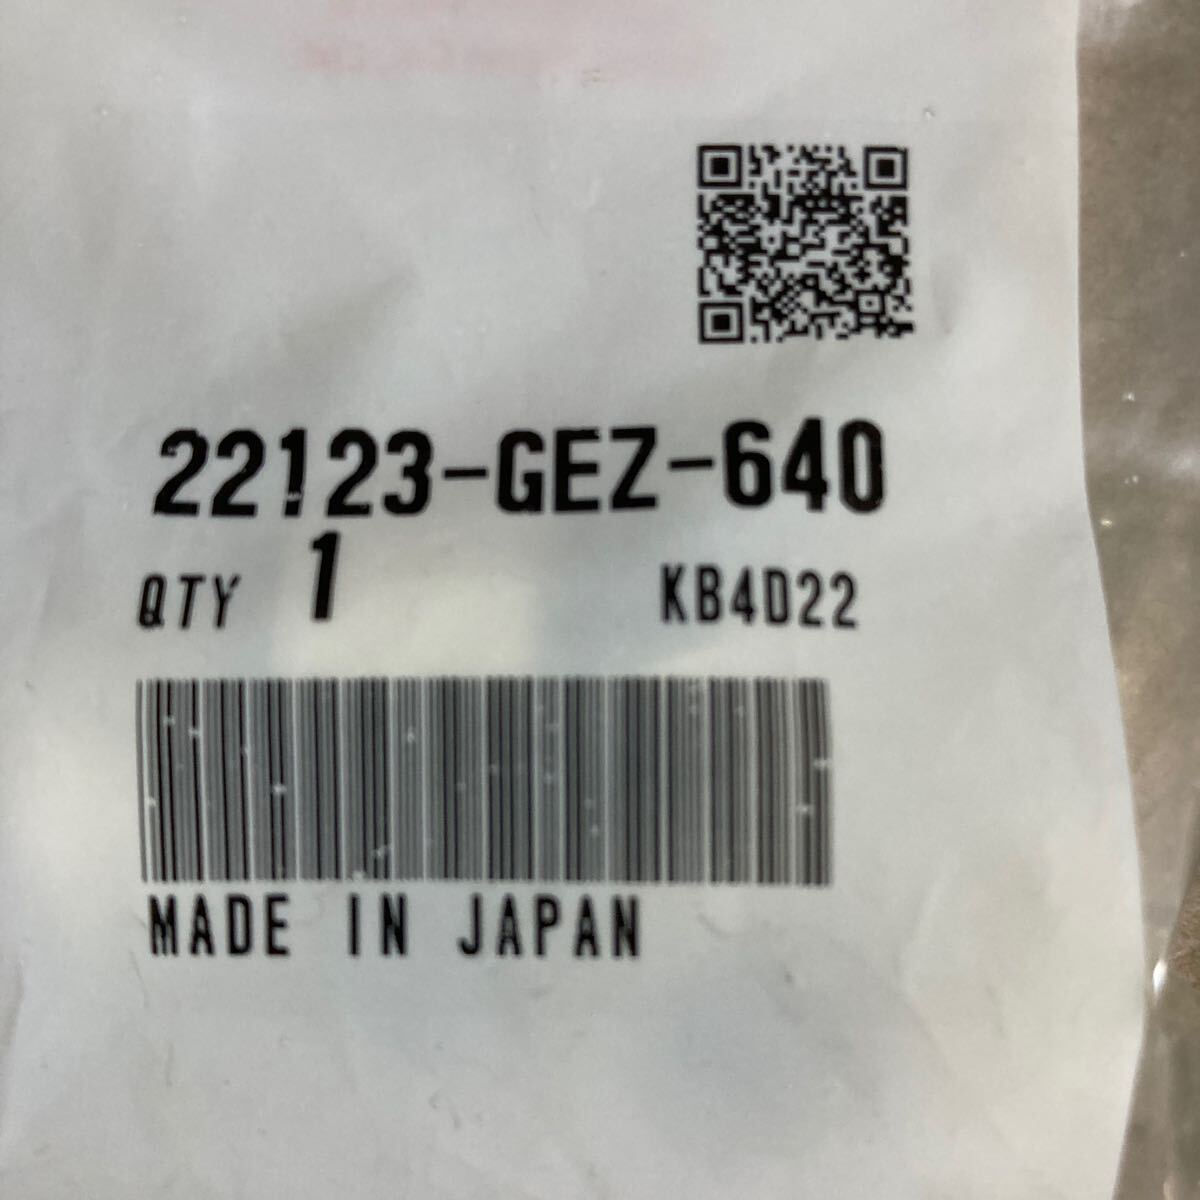 22123-GEZ-640
QTY 1 KB4D22
MADE IN JAPAN